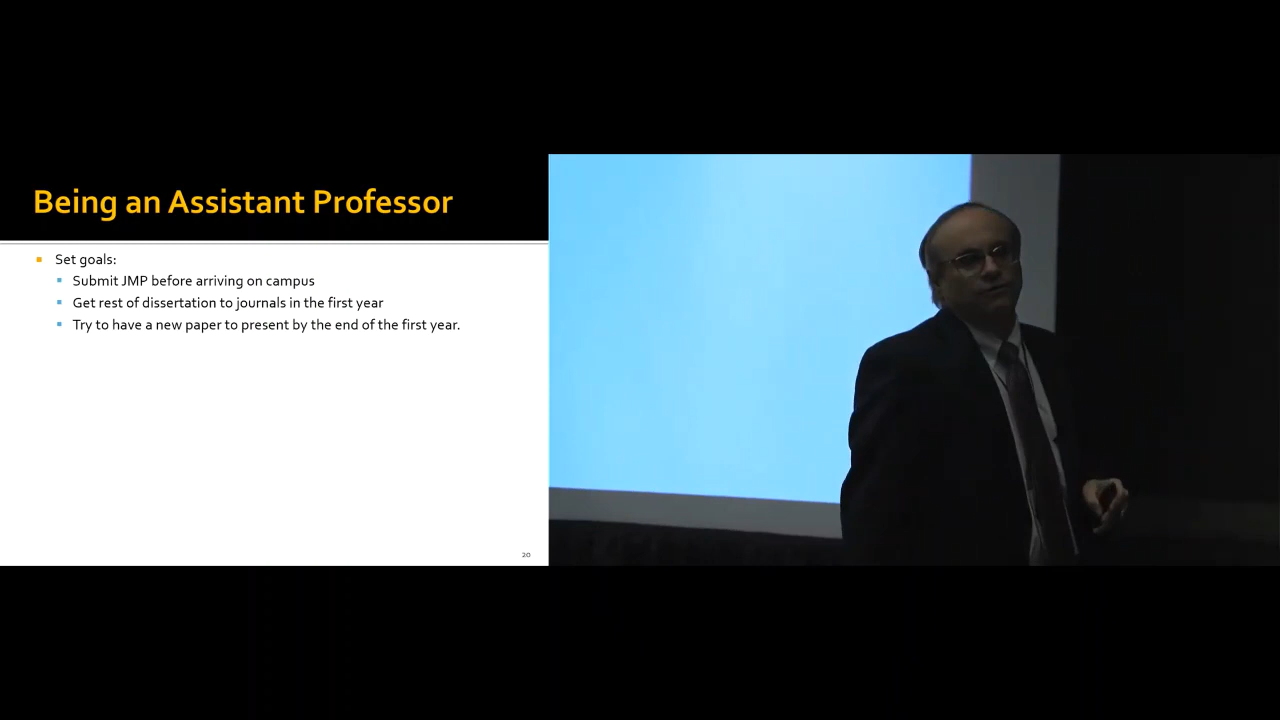 Being an Assistant Professor
Set goals:
Submit JMP before arriving on campus
Get rest of dissertation to journals in the first year
Try to have a new paper to present by the end of the first year.
20